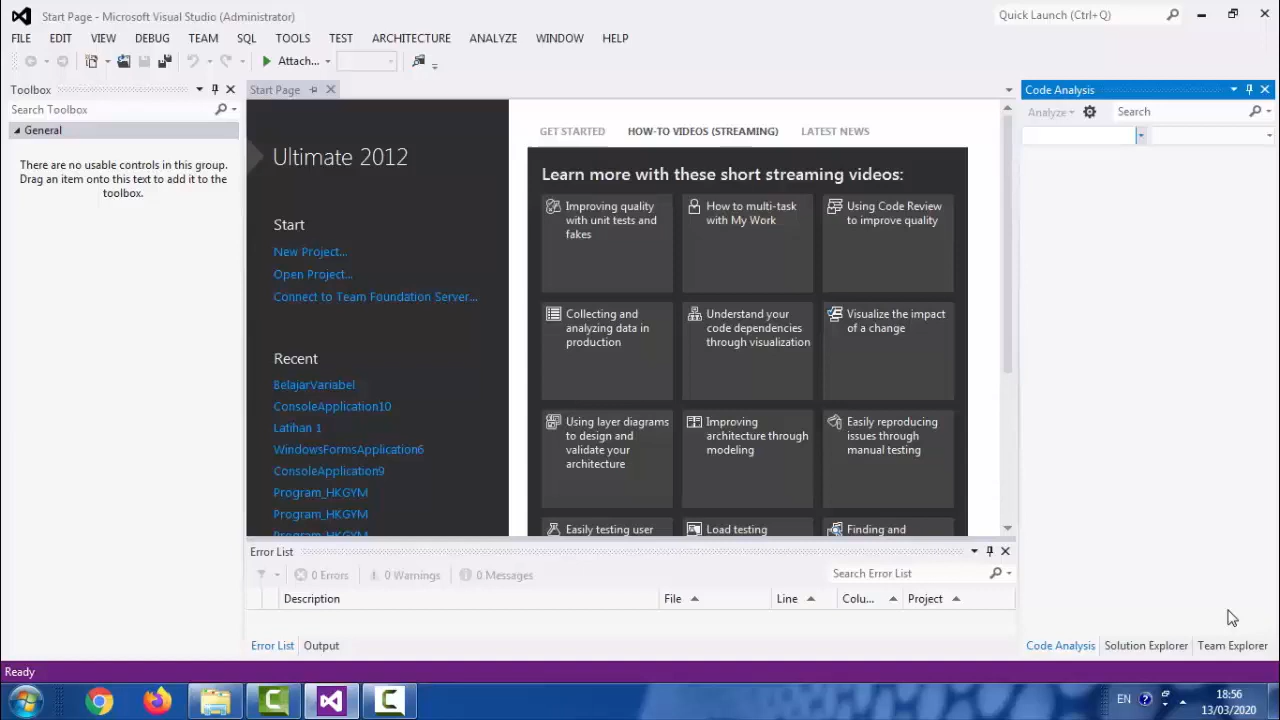 Start Page - Microsoft Visual Studio (Administrator)
Quick Launch (Ctrl+Q)
FILE EDIT VIEW DEBUG TEAM SQL TOOLS TEST ARCHITECTURE ANALYZE WINDOW HELP
Attach...
Toolbox
Search Toolbox
General
There are no usable controls in this group.
Drag an item onto this text to add it to the
toolbox.
Start Page
Ultimate 2012
Start
New Project...
Open Project...
Connect to Team Foundation Server...
Recent
BelajarVariabel
ConsoleApplication10
Latihan 1
WindowsFormsApplication6
ConsoleApplication9
Program_HKGYM
Program_HKGYM
Program_HKGYM
GET STARTED HOW-TO VIDEOS (STREAMING) LATEST NEWS
Learn more with these short streaming videos:
Improving quality
with unit tests and
fakes
How to multi-task
with My Work
Using Code Review
to improve quality
Collecting and
analyzing data in
production
Understand your
code dependencies
through visualization
Visualize the impact
of a change
Using layer diagrams
to design and
validate your
architecture
Improving
architecture through
modeling
Easily reproducing
issues through
manual testing
Easily testing user
Load testing
Finding and
Code Analysis
Analyze
Search
Error List
0 Errors 0 Warnings 0 Messages
Search Error List
Description File Line Colu... Project
Error List Output
Code Analysis Solution Explorer Team Explorer
Ready
EN
18:56
13/03/2020